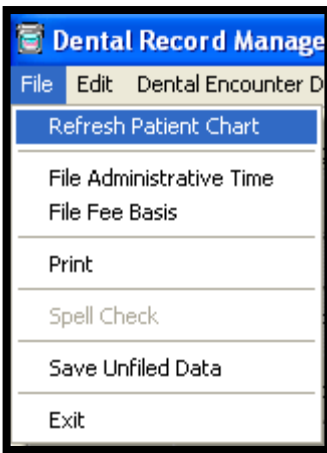 Dental Record Manage
File Edit Dental Encounter D
Refresh Patient Chart
File Administrative Time
File Fee Basis
Print
Spell Check
Save Unfiled Data
Exit